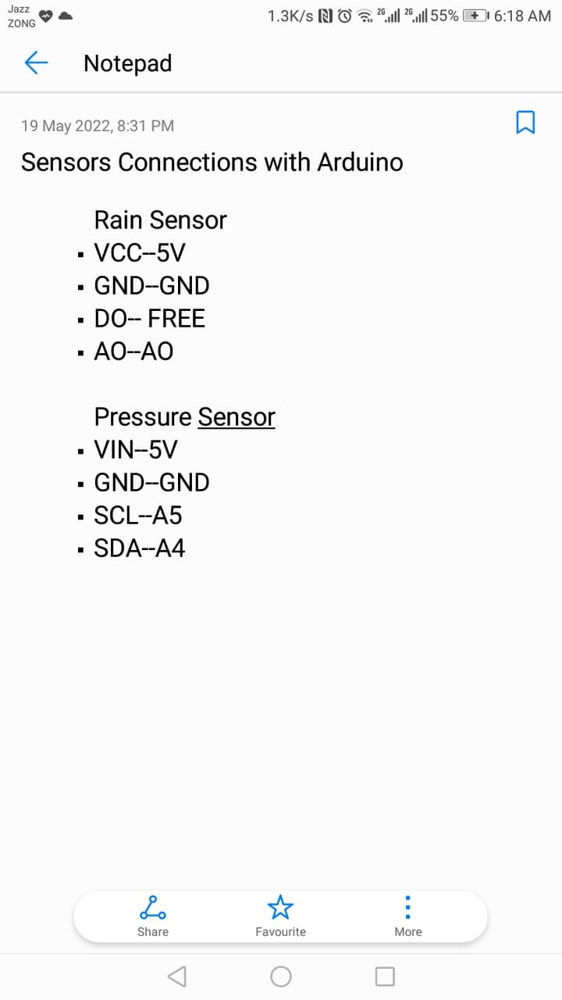 Jazz
ZONG
1.3K/s 2G 2G 55% 6:18 AM
Notepad
19 May 2022, 8:31 PM
Sensors Connections with Arduino
Rain Sensor
▪ VCC--5V
▪ GND--GND
▪ DO-- FREE
▪ AO--AO
Pressure Sensor
▪ VIN--5V
▪ GND--GND
▪ SCL--A5
▪ SDA--A4
Share Favourite More